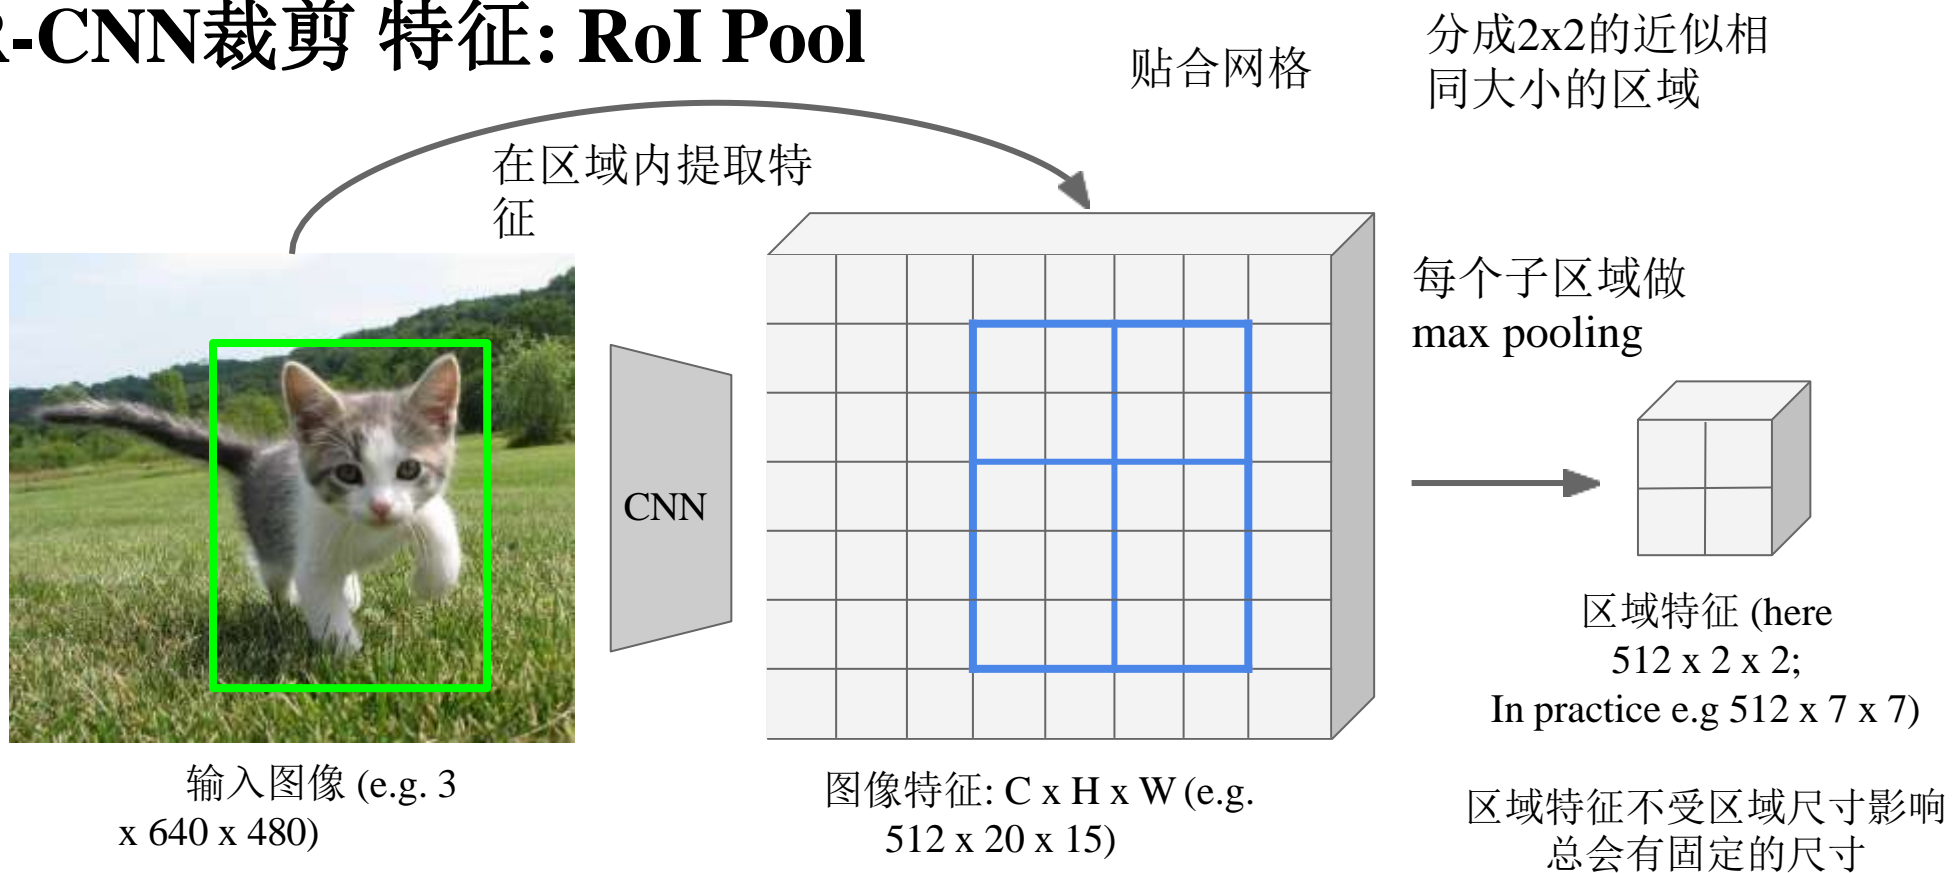 R-CNN裁剪 特征: RoI Pool
贴合网格
分成2x2的近似相
同大小的区域
在区域内提取特
征
每个子区域做
max pooling
CNN
区域特征 (here
512 x 2 x 2;
In practice e.g 512 x 7 x 7)
输入图像 (e.g. 3
x 640 x 480)
图像特征: C x H x W (e.g.
512 x 20 x 15)
区域特征不受区域尺寸影响
总会有固定的尺寸